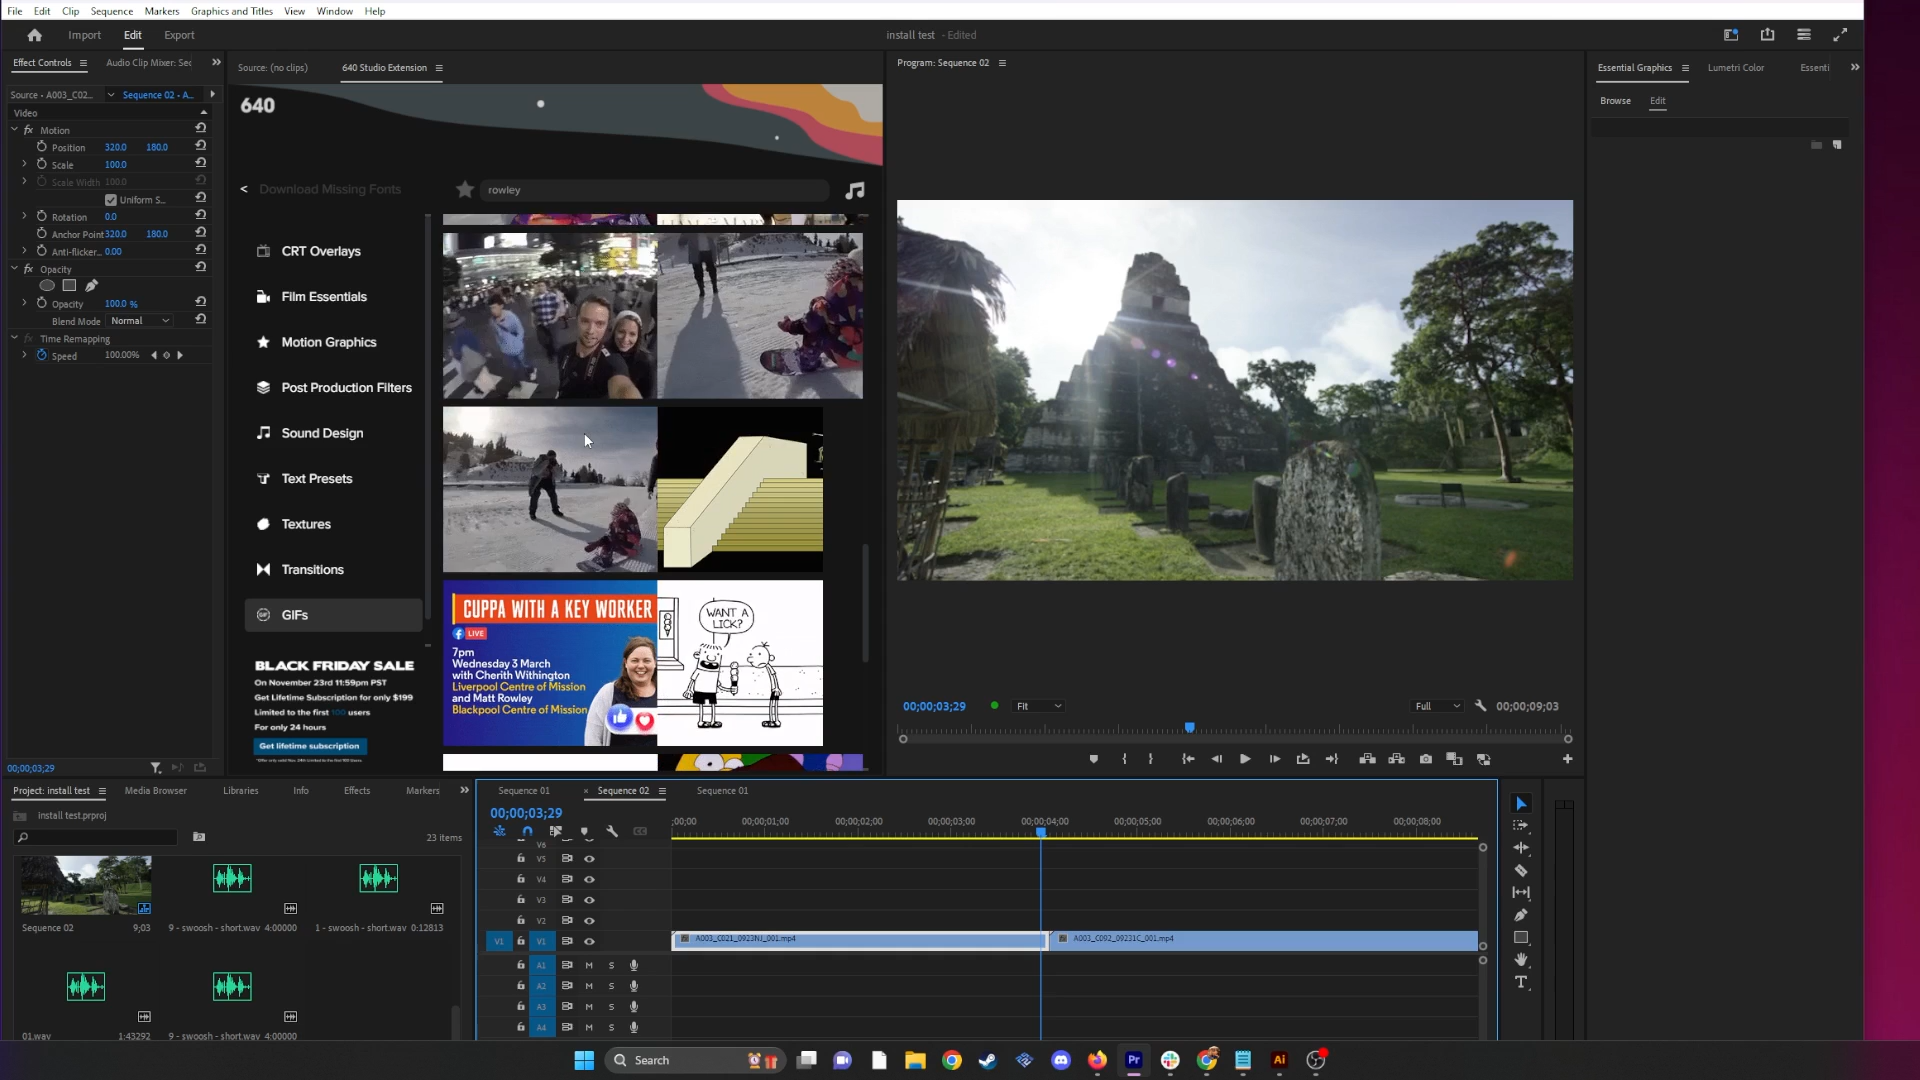 File Edit Clip Sequence Markers Graphics and Titles View Window Help
Import Edit Export
install test - Edited
Effect Controls
Audio Clip Mixer: Sec
Source: (no clips)
640 Studio Extension
Program: Sequence 02
Essential Graphics
Lumetri Color
Essenti
Browse Edit
Source - A003_C02...
Sequence 02 - A...
Video
fx Motion
Position 320.0 180.0
Scale 100.0
Scale Width 100.0
Uniform S...
Rotation 0.0
Anchor Point 320.0 180.0
Anti-flicker... 0.00
fx Opacity
Opacity 100.0 %
Blend Mode Normal
fx Time Remapping
Speed 100.00%
00;00;03;29
640
< Download Missing Fonts
rowley
CRT Overlays
Film Essentials
Motion Graphics
Post Production Filters
Sound Design
Text Presets
Textures
Transitions
GIFs
BLACK FRIDAY SALE
On November 23rd 11:59pm PST
Get Lifetime Subscription for only $199
Limited to the first 100 users
For only 24 hours
Get lifetime subscription
CUPPA WITH A KEY WORKER
f LIVE
7pm
Wednesday 3 March
with Cherith Withington
Liverpool Centre of Mission
and Matt Rowley
Blackpool Centre of Mission
WANT A
LICK?
00;00;03;29
Fit
Full
00;00;09;03
Project: install test
Media Browser
Libraries
Info
Effects
Markers
install test.prproj
23 items
Sequence 02 9;03
9 - swoosh - short.wav 4:00000
1 - swoosh - short.wav 0:12813
01.wav 1:43292
9 - swoosh - short.wav 4:00000
Sequence 01
× Sequence 02
Sequence 01
00;00;03;29
;00;00 00;00;01;00 00;00;02;00 00;00;03;00 00;00;04;00 00;00;05;00 00;00;06;00 00;00;07;00 00;00;08;00
V6
V5
V4
V3
V2
V1 V1
A003_C021_0923NJ_001.mp4
A003_C092_09231C_001.mp4
A1 M S
A2 M S
A3 M S
A4 M S
Search
Pr
Ai